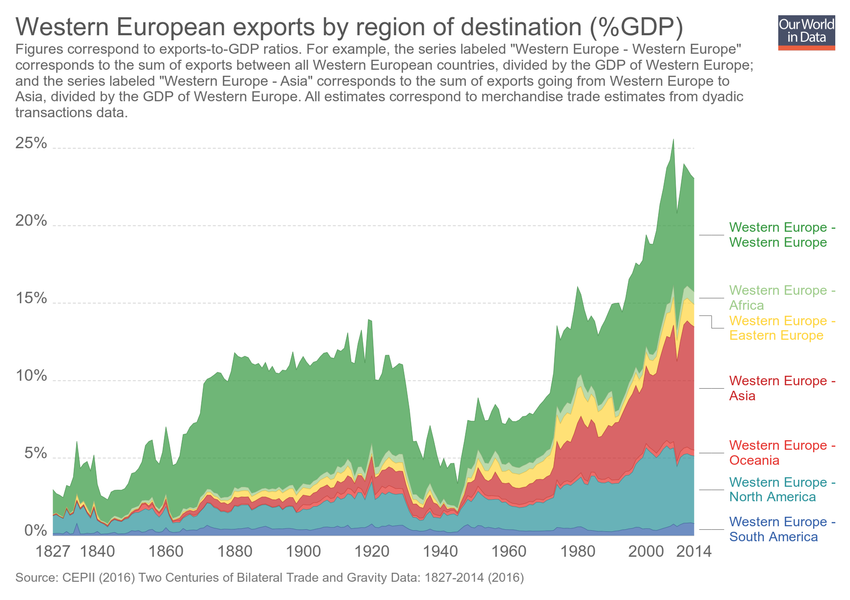 Western European exports by region of destination (%GDP)
Our World
in Data
Figures correspond to exports-to-GDP ratios. For example, the series labeled "Western Europe - Western Europe"
corresponds to the sum of exports between all Western European countries, divided by the GDP of Western Europe;
and the series labeled "Western Europe - Asia" corresponds to the sum of exports going from Western Europe to
Asia, divided by the GDP of Western Europe. All estimates correspond to merchandise trade estimates from dyadic
transactions data.
25%
20%
15%
10%
5%
0%
1827 1840 1860 1880 1900 1920 1940 1960 1980 2000 2014
Western Europe -
Western Europe
Western Europe -
Africa
Western Europe -
Eastern Europe
Western Europe -
Asia
Western Europe -
Oceania
Western Europe -
North America
Western Europe -
South America
Source: CEPII (2016) Two Centuries of Bilateral Trade and Gravity Data: 1827-2014 (2016)